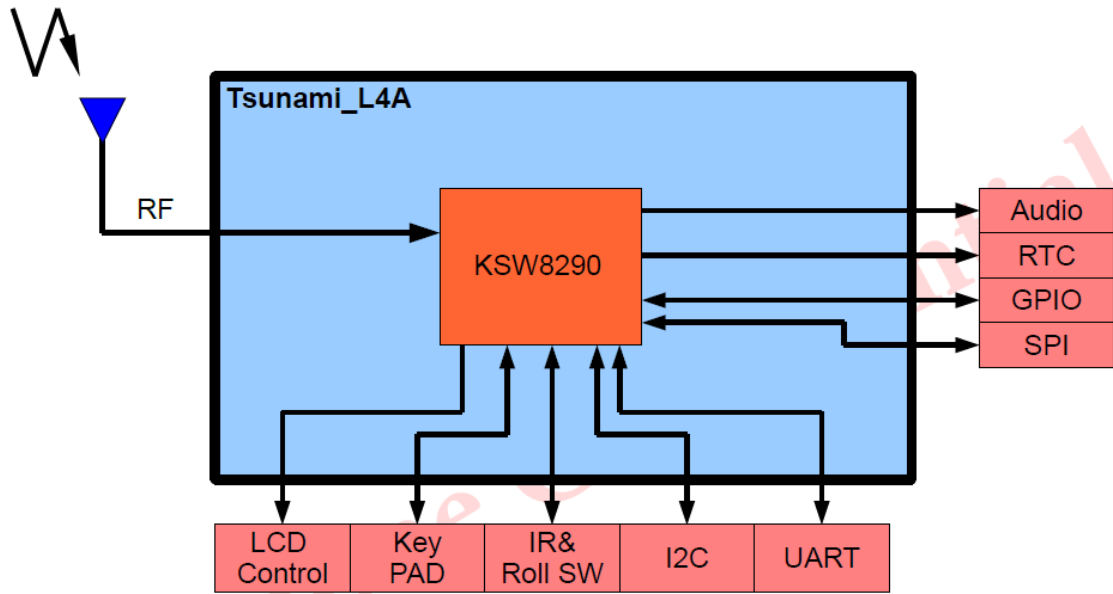 Tsunami_L4A
RF
KSW8290
Audio
RTC
GPIO
SPI
LCD
Control
Key
PAD
IR&
Roll SW
I2C
UART